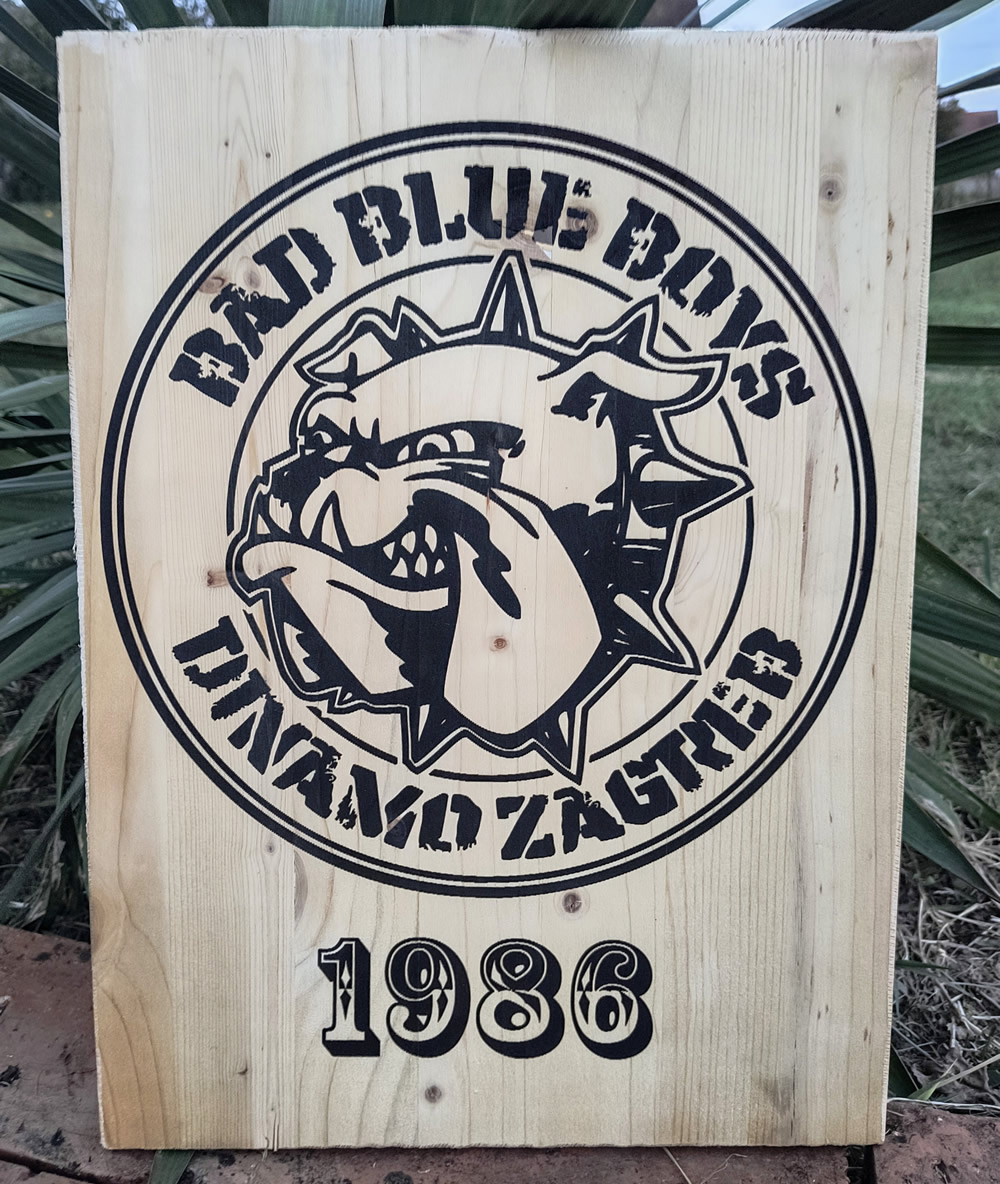 BAD BLUE BOYS
DINAMO ZAGREB
1986